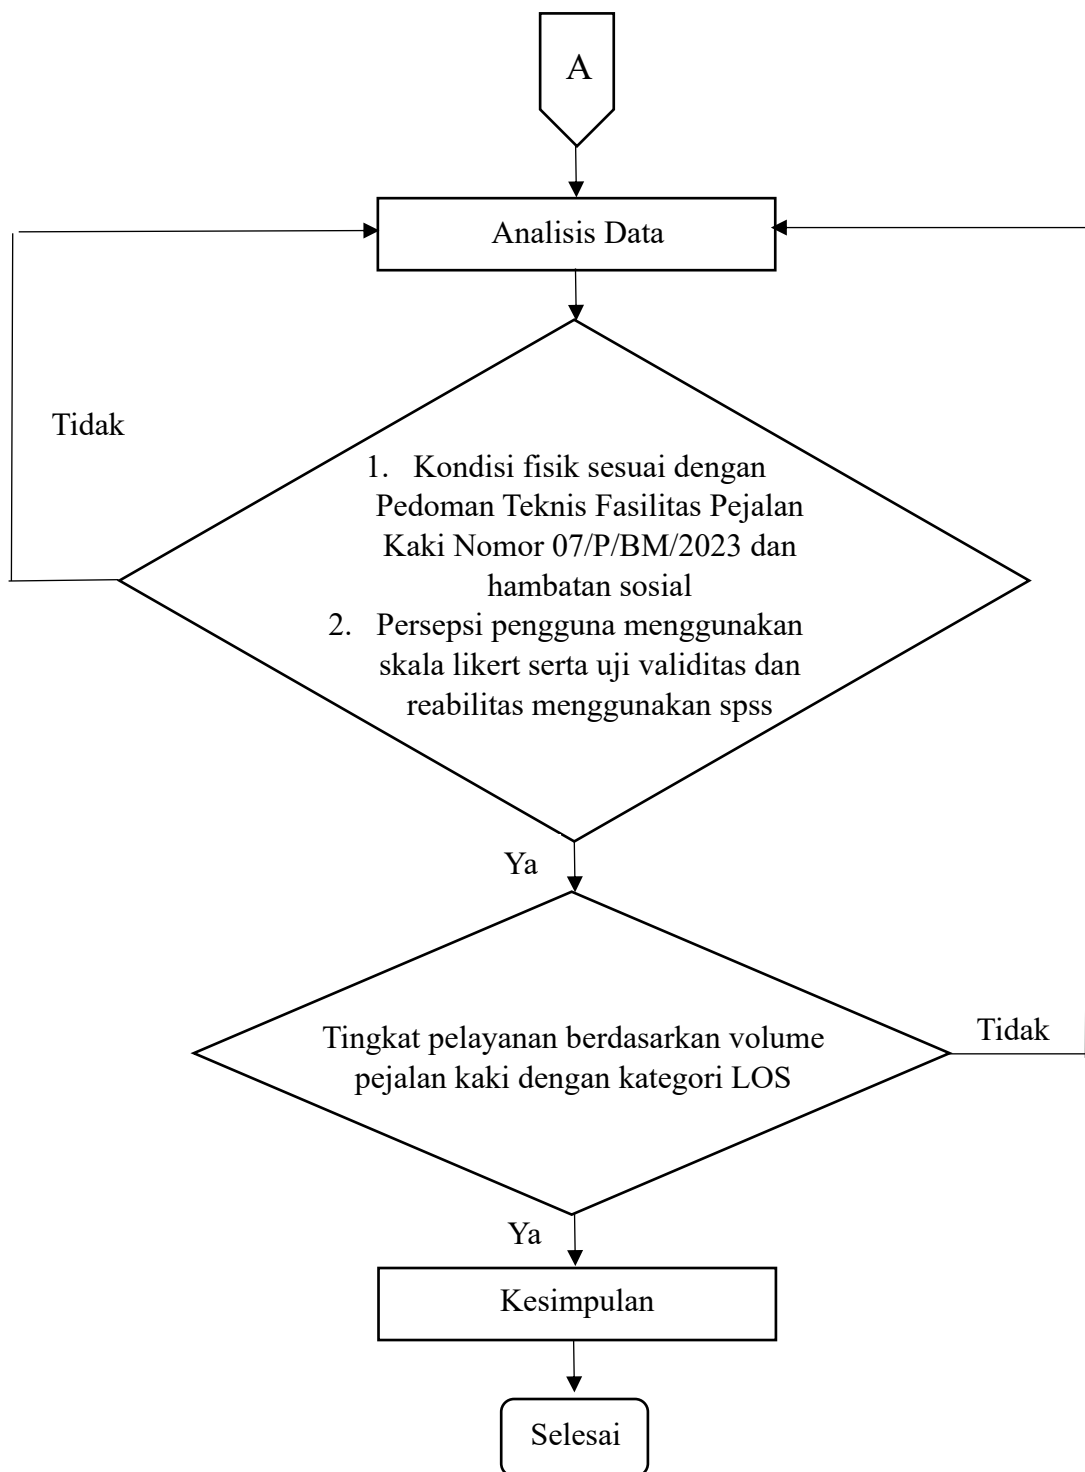 A
Analisis Data
Tidak
1. Kondisi fisik sesuai dengan
Pedoman Teknis Fasilitas Pejalan
Kaki Nomor 07/P/BM/2023 dan
hambatan sosial
2. Persepsi pengguna menggunakan
skala likert serta uji validitas dan
reabilitas menggunakan spss
Ya
Tingkat pelayanan berdasarkan volume
pejalan kaki dengan kategori LOS
Tidak
Ya
Kesimpulan
Selesai